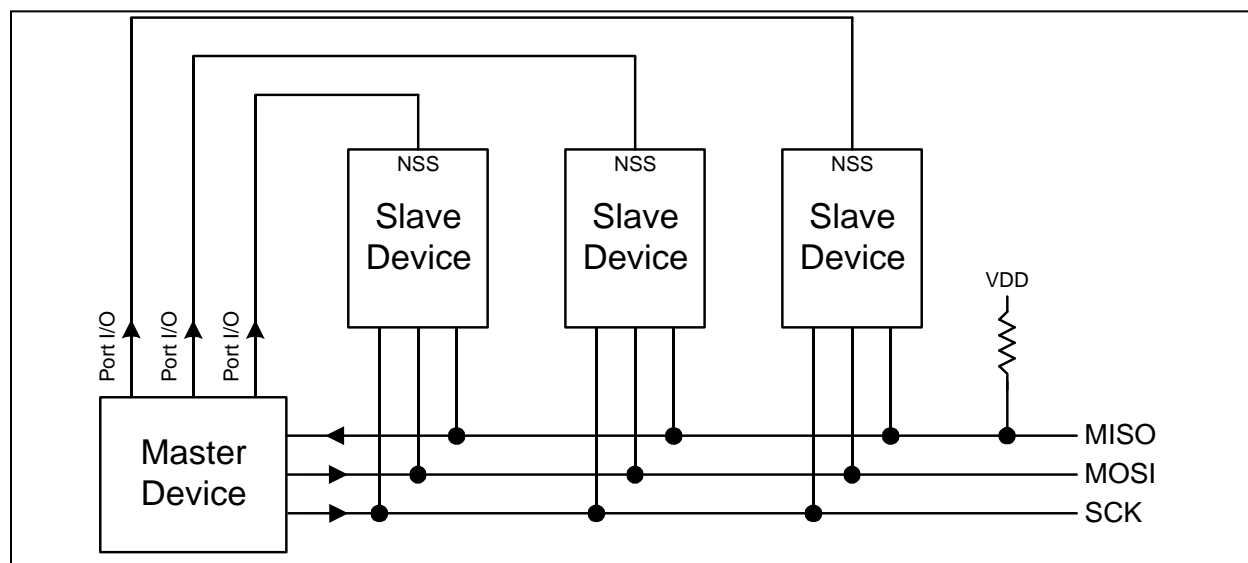 NSS
Slave
Device
NSS
Slave
Device
NSS
Slave
Device
VDD
Port I/O
Port I/O
Port I/O
Master
Device
MISO
MOSI
SCK